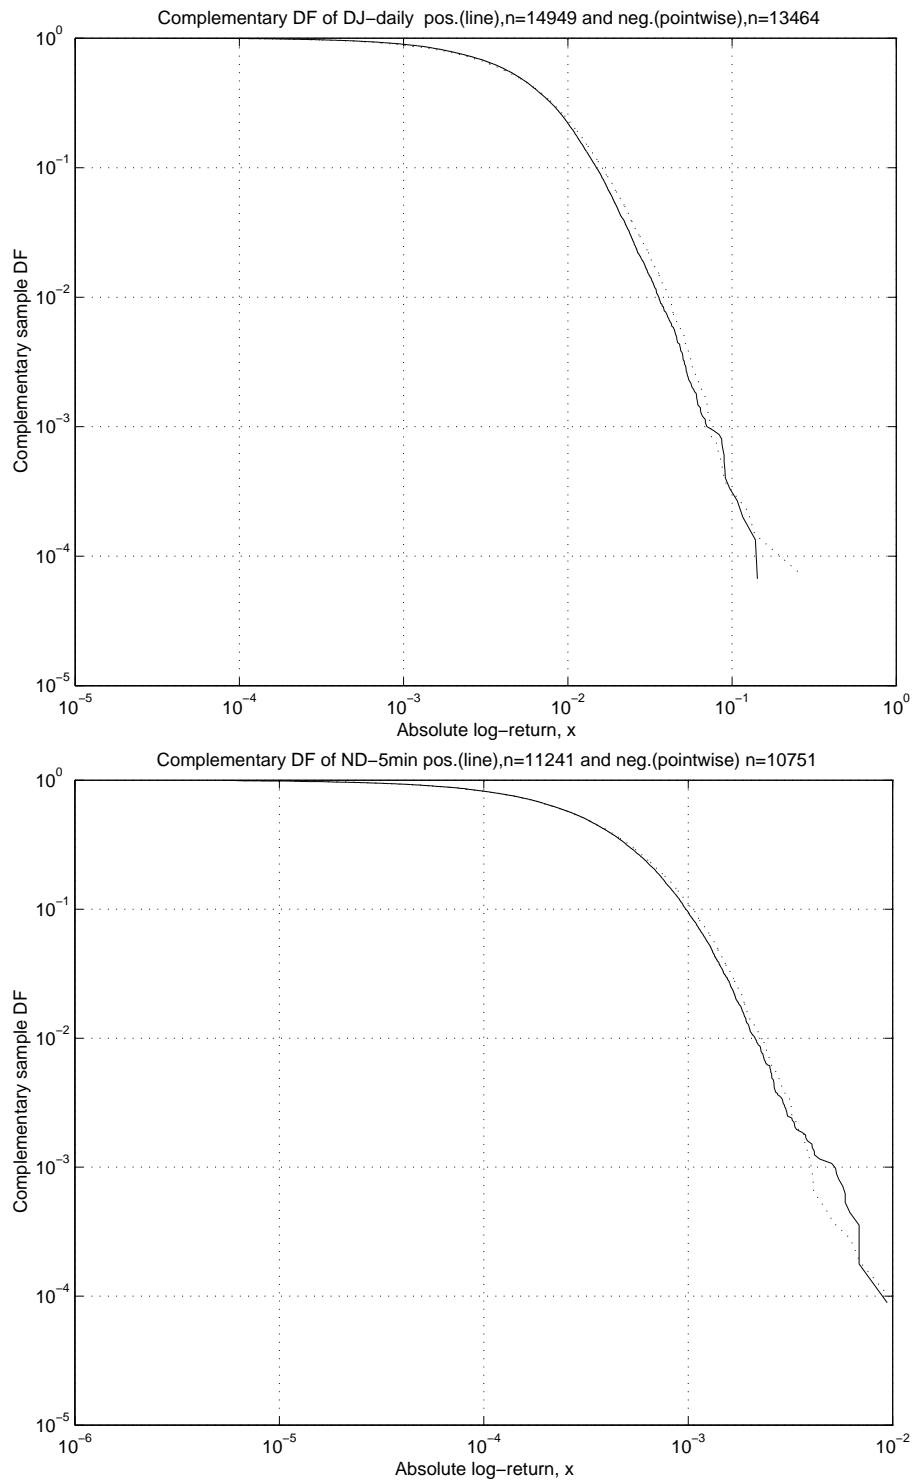 Complementary DF of DJ−daily pos.(line),n=14949 and neg.(pointwise),n=13464
10^0
10^−1
10^−2
10^−3
10^−4
10^−5
Complementary sample DF
10^−5 10^−4 10^−3 10^−2 10^−1 10^0
Absolute log−return, x
Complementary DF of ND−5min pos.(line),n=11241 and neg.(pointwise) n=10751
10^0
10^−1
10^−2
10^−3
10^−4
10^−5
Complementary sample DF
10^−6 10^−5 10^−4 10^−3 10^−2
Absolute log−return, x